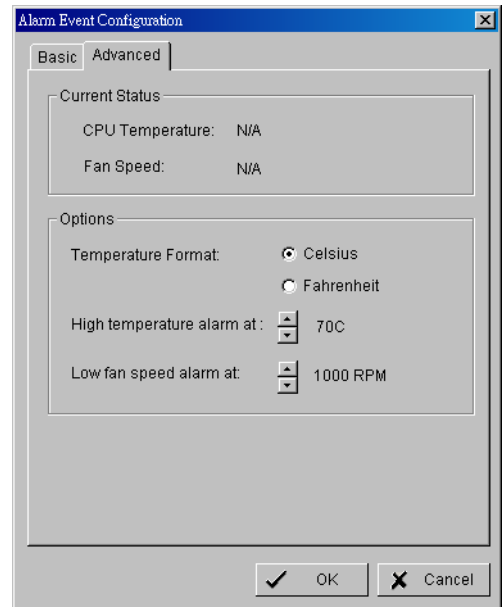 Alarm Event Configuration
Basic Advanced
Current Status
CPU Temperature: N/A
Fan Speed: N/A
Options
Temperature Format: Celsius
Fahrenheit
High temperature alarm at : 70C
Low fan speed alarm at: 1000 RPM
OK Cancel